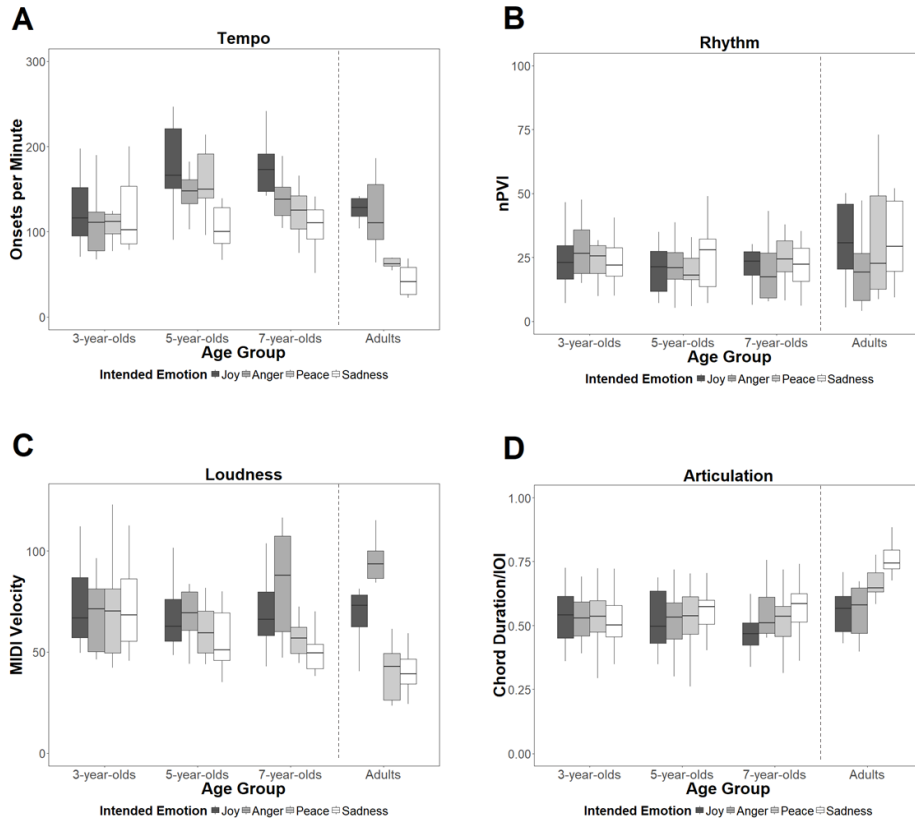 A
Tempo
300
200
100
0
Onsets per Minute
3-year-olds 5-year-olds 7-year-olds Adults
Age Group
Intended Emotion Joy Anger Peace Sadness
B
Rhythm
100
75
50
25
0
nPVI
3-year-olds 5-year-olds 7-year-olds Adults
Age Group
Intended Emotion Joy Anger Peace Sadness
C
Loudness
100
50
0
MIDI Velocity
3-year-olds 5-year-olds 7-year-olds Adults
Age Group
Intended Emotion Joy Anger Peace Sadness
D
Articulation
1.00
0.75
0.50
0.25
0.00
Chord Duration/IOI
3-year-olds 5-year-olds 7-year-olds Adults
Age Group
Intended Emotion Joy Anger Peace Sadness